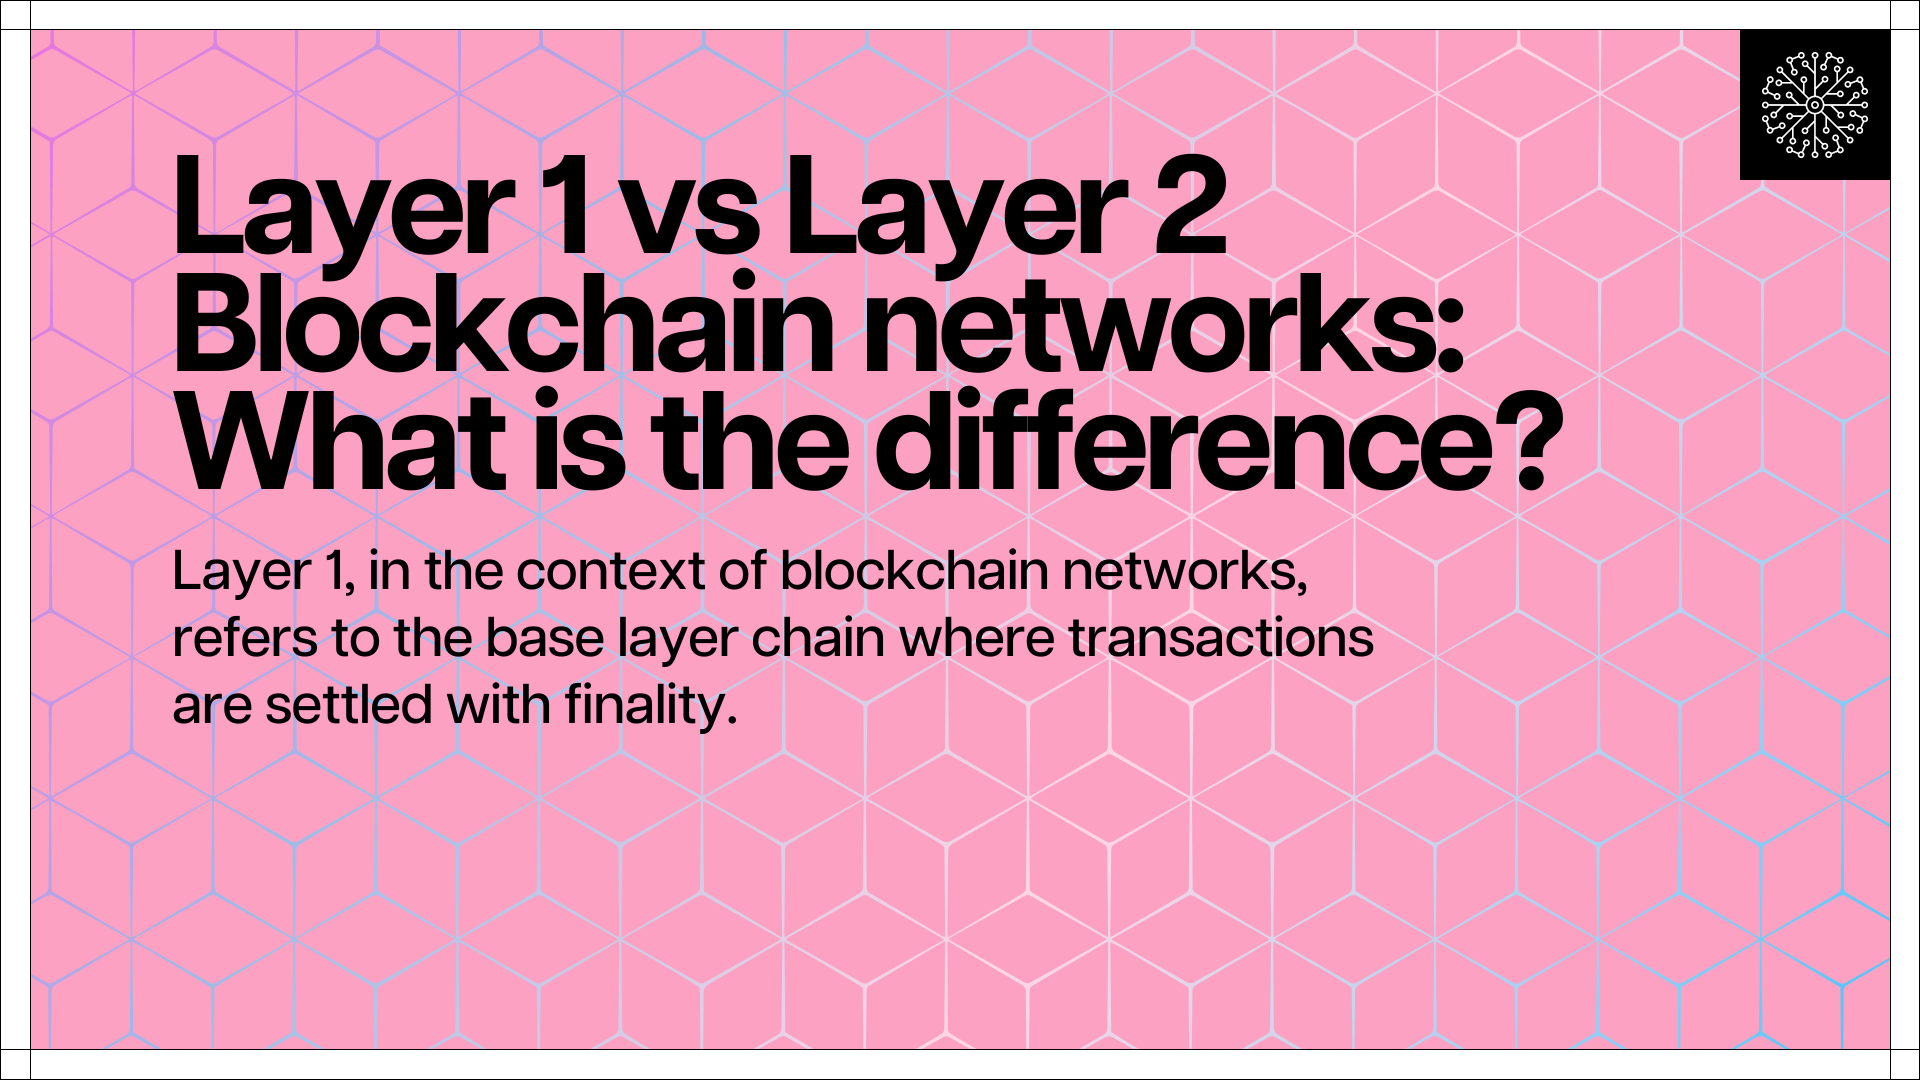 Layer 1 vs Layer 2
Blockchain networks:
What is the difference?
Layer 1, in the context of blockchain networks,
refers to the base layer chain where transactions
are settled with finality.